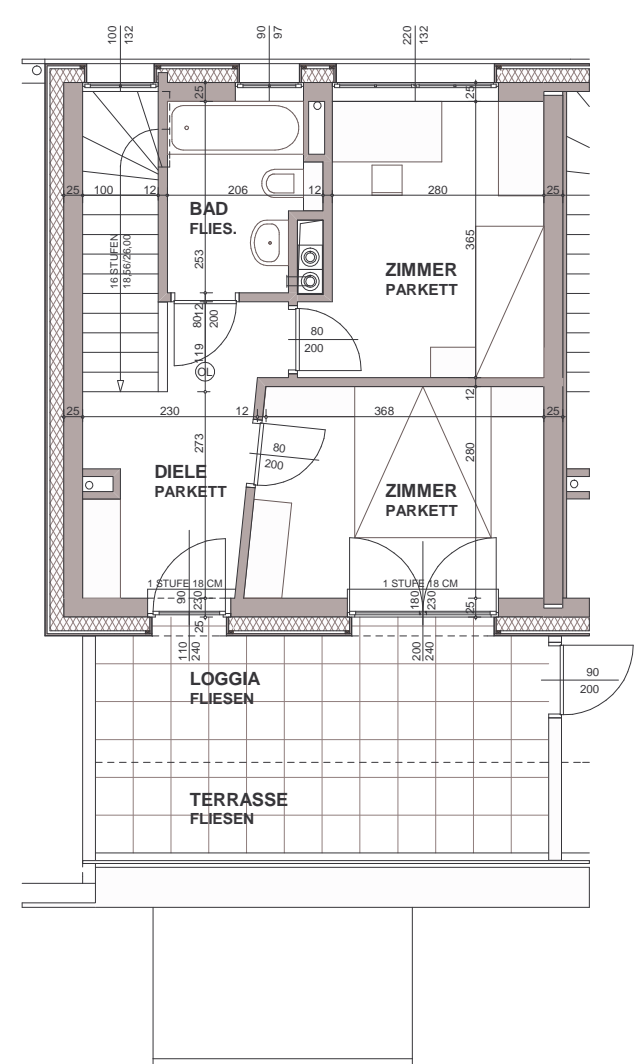 100
132
90
97
220
132
25
25
25
100
12
206
12
280
25
BAD
FLIES.
16 STUFEN
18,56/26,00
253
365
ZIMMER
PARKETT
12
80
200
119
80
200
OL
12
25
230
12
368
25
273
80
200
280
DIELE
PARKETT
ZIMMER
PARKETT
1 STUFE 18 CM
1 STUFE 18 CM
90
230
180
230
25
25
110
240
200
240
LOGGIA
FLIESEN
90
200
TERRASSE
FLIESEN